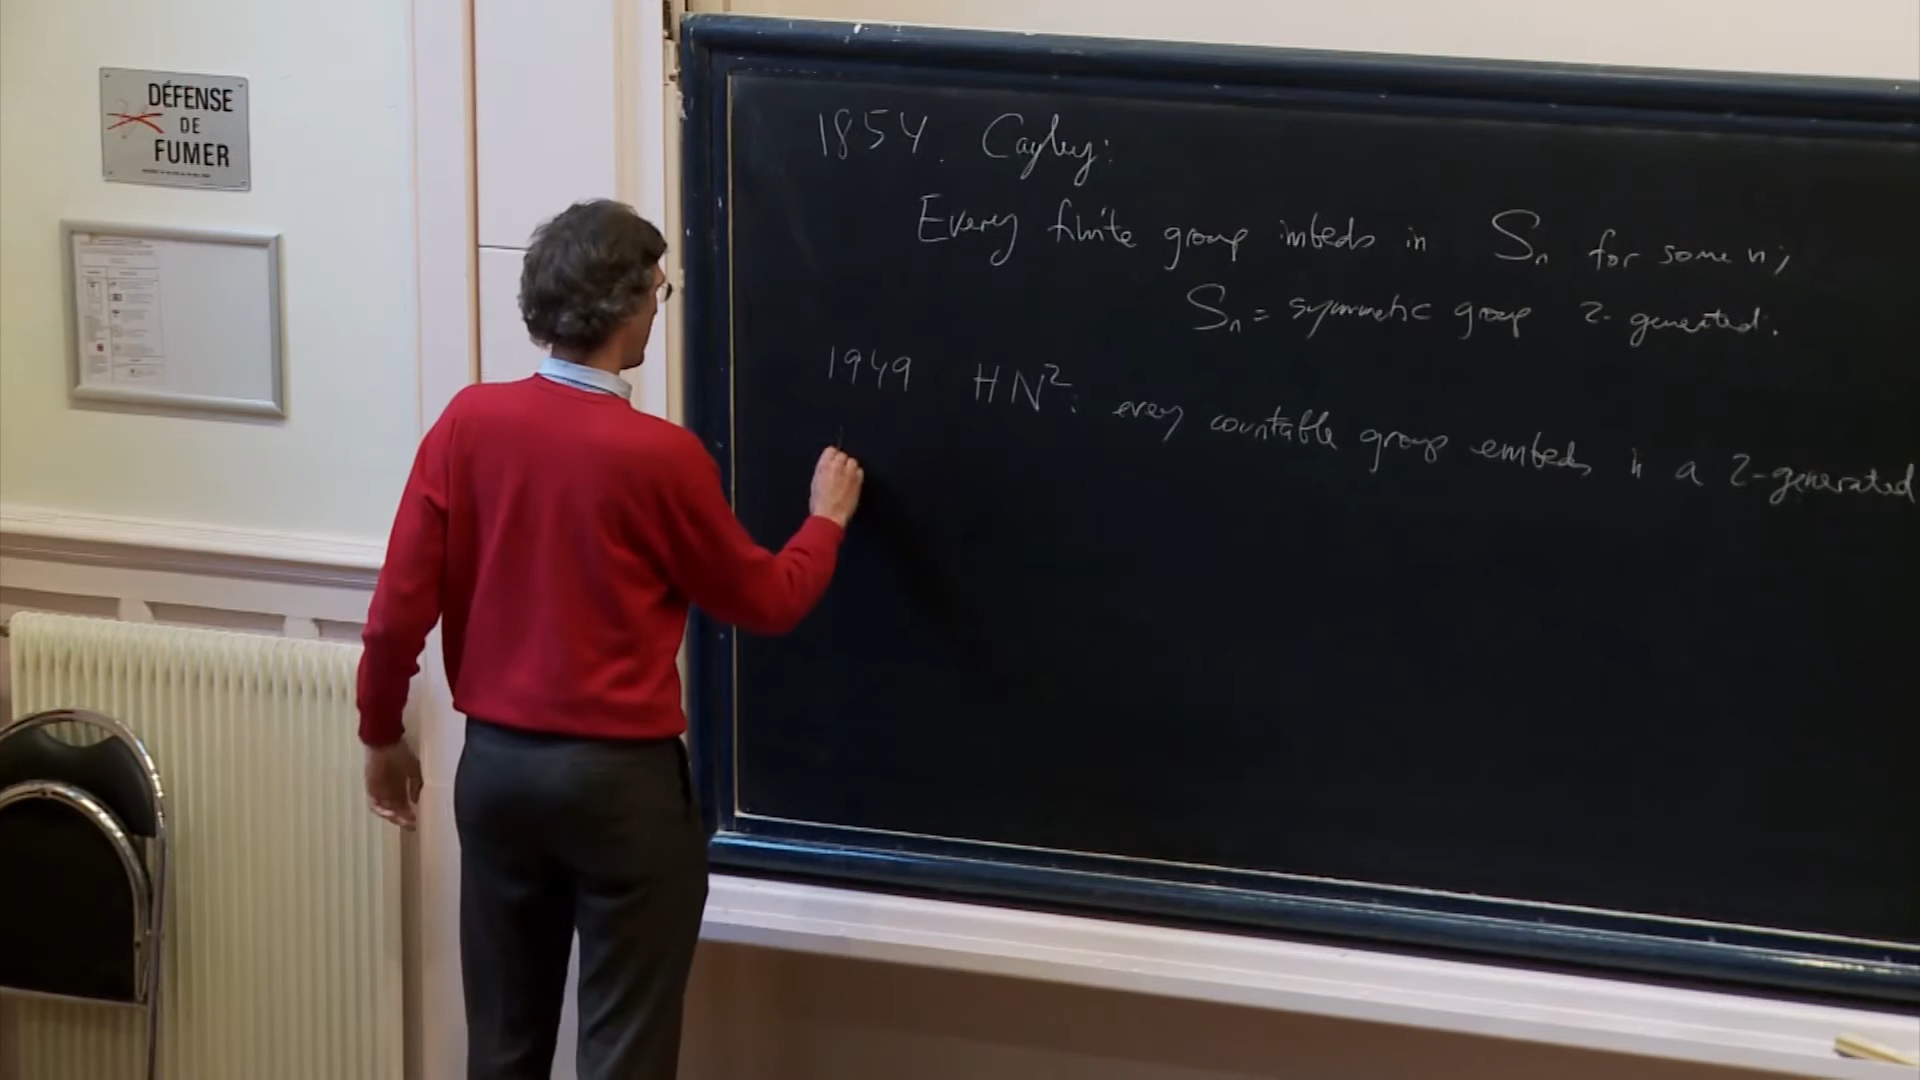 DÉFENSE
DE
FUMER
1854. Cayley:
Every finite group imbeds in Sₙ for some n;
Sₙ = symmetric group 2-generated.
1949 HN²: every countable group embeds in a 2-generated